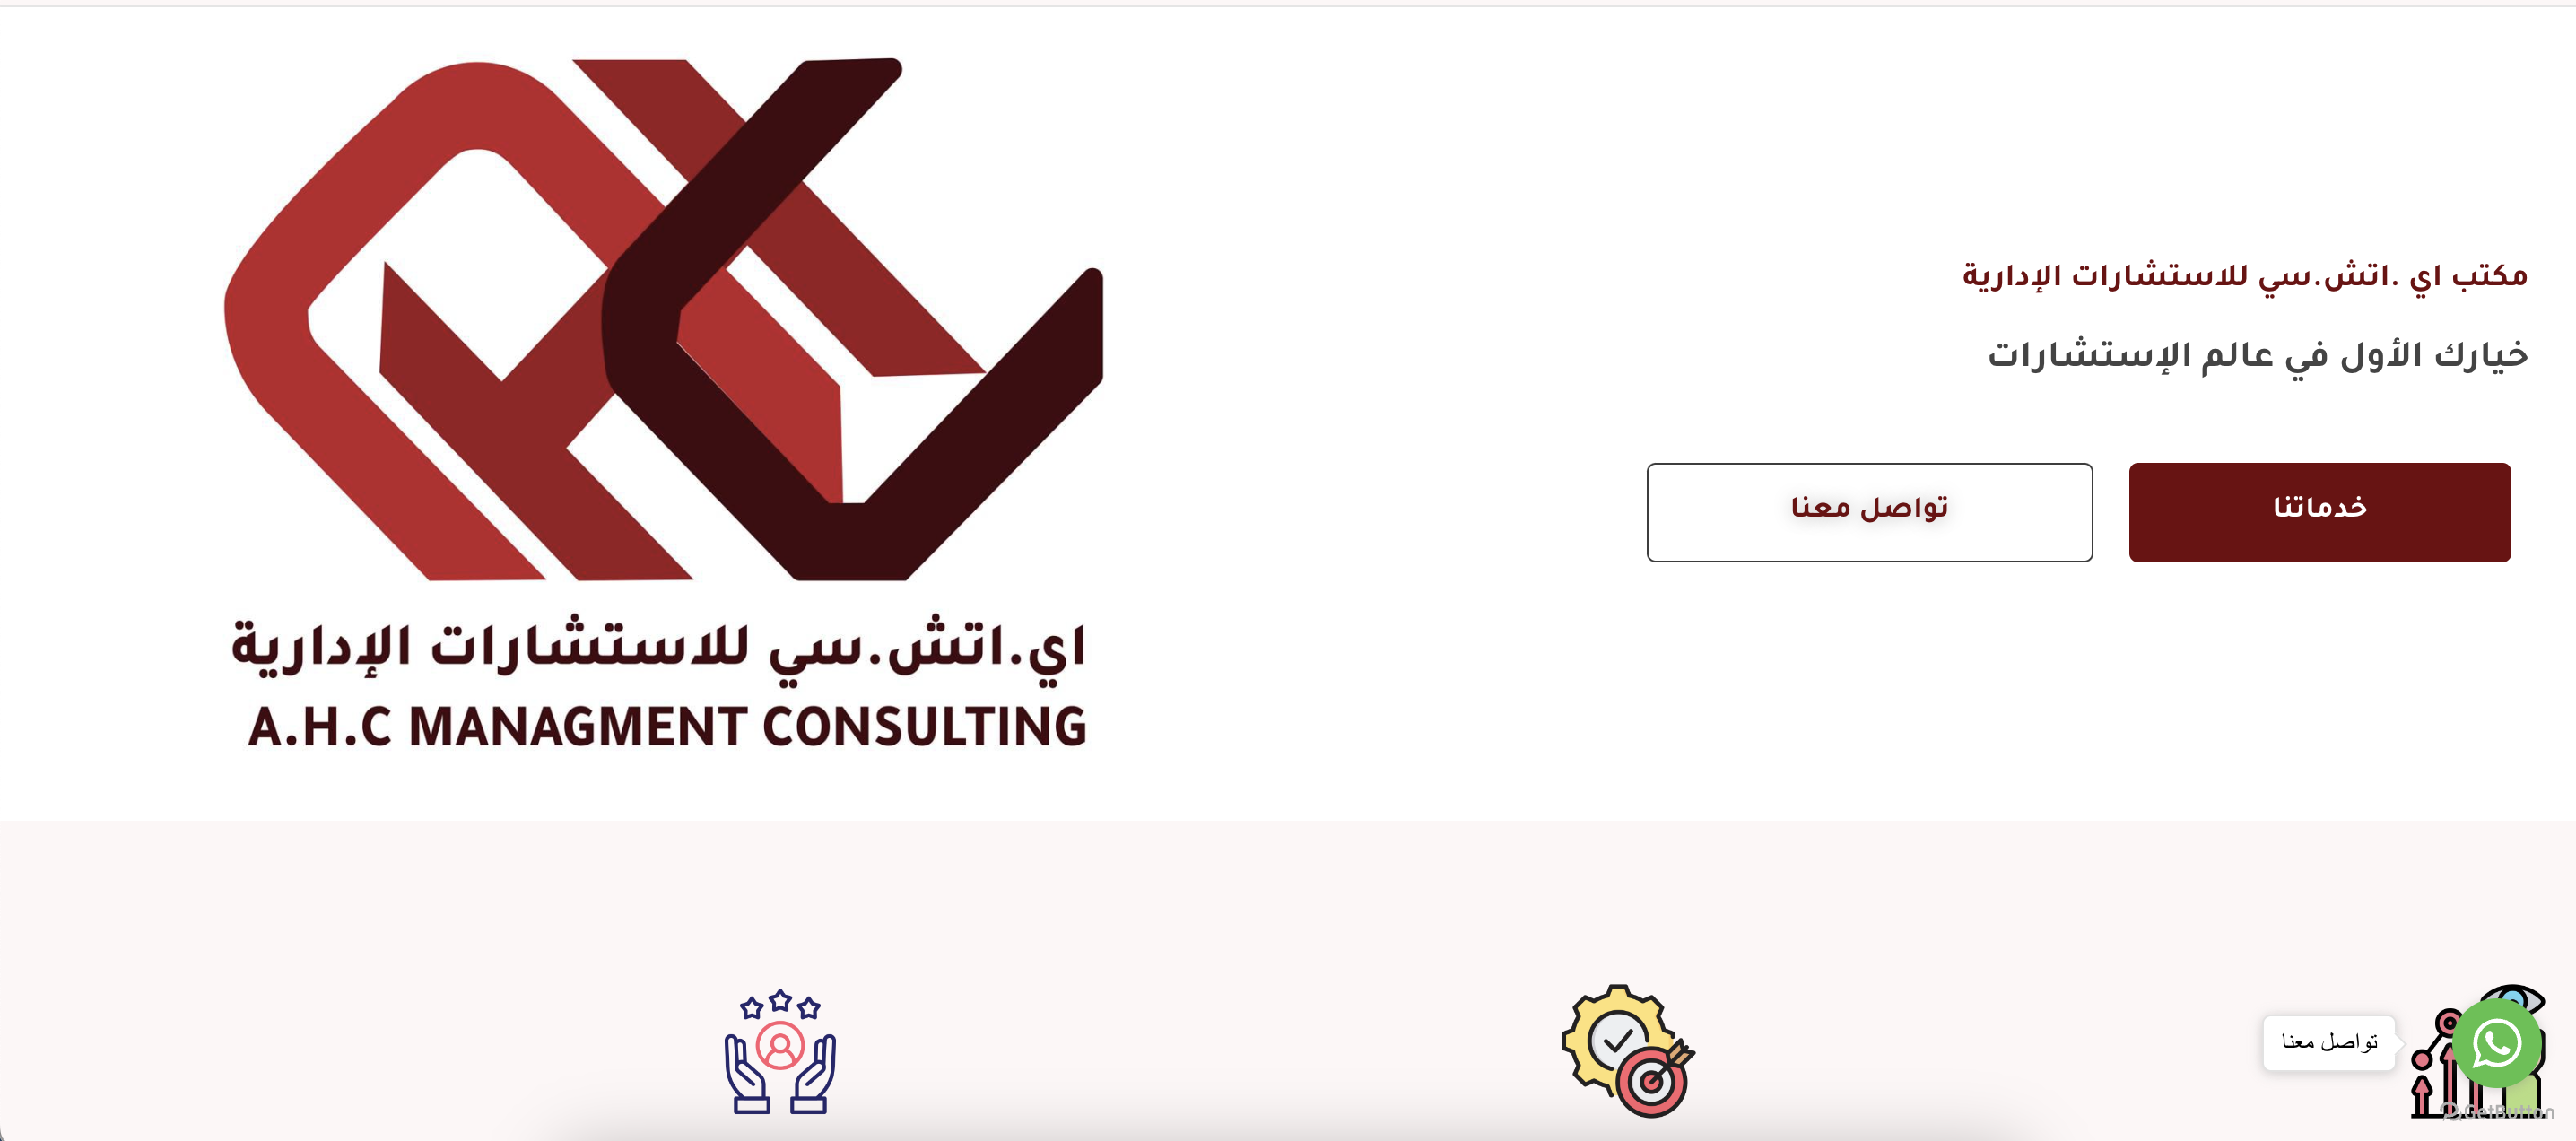 مكتب اي .اتش.سي للاستشارات الإدارية
خيارك الأول في عالم الإستشارات
خدماتنا
تواصل معنا
اي.اتش.سي للاستشارات الإدارية
A.H.C MANAGMENT CONSULTING
تواصل معنا
GetButton